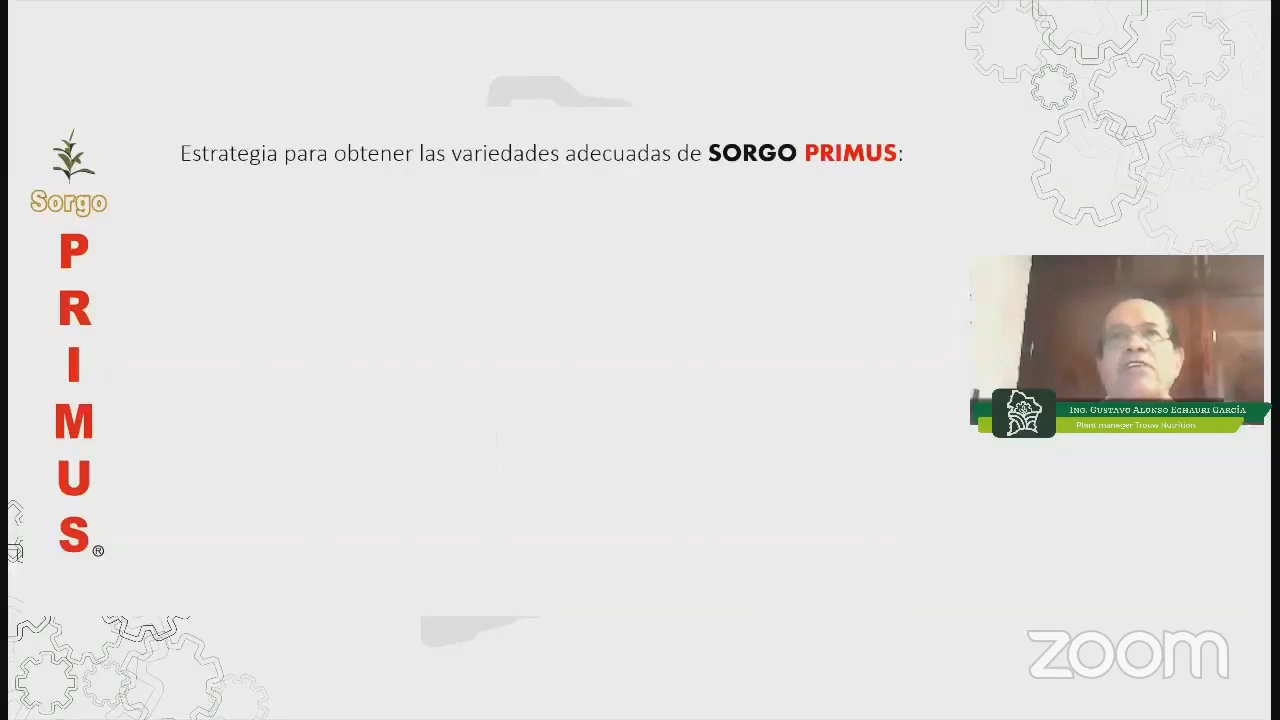 Estrategia para obtener las variedades adecuadas de SORGO PRIMUS:
Sorgo
PRIMUS®
Ing. Gustavo Alonso Echauri García
Plant manager Trouw Nutrition
zoom